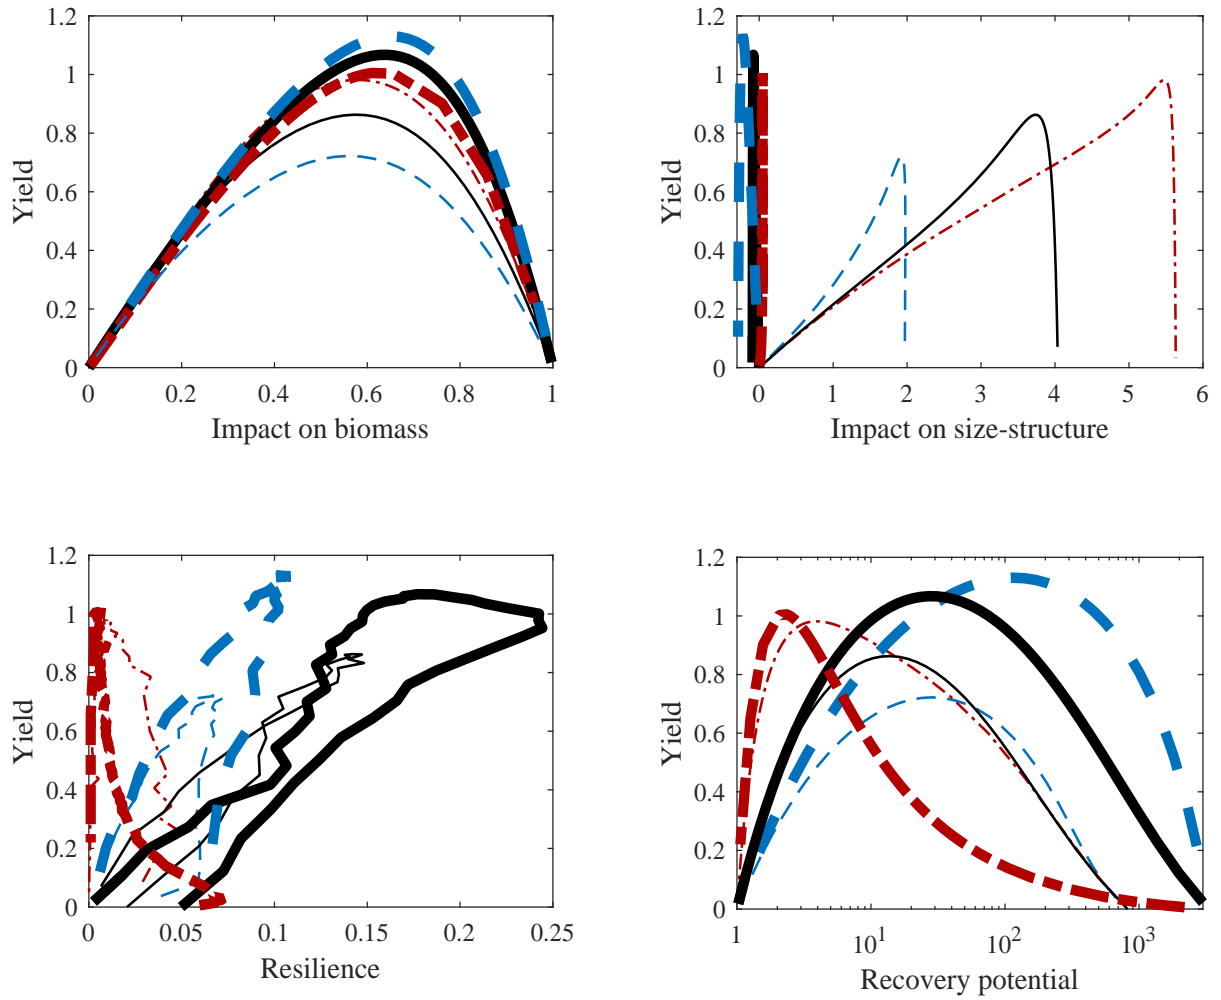 1.2
1
0.8
0.6
0.4
0.2
0
Yield
0 0.2 0.4 0.6 0.8 1
Impact on biomass
1.2
1
0.8
0.6
0.4
0.2
0
Yield
0 1 2 3 4 5 6
Impact on size-structure
1.2
1
0.8
0.6
0.4
0.2
0
Yield
0 0.05 0.1 0.15 0.2 0.25
Resilience
1.2
1
0.8
0.6
0.4
0.2
0
Yield
1 10¹ 10² 10³
Recovery potential